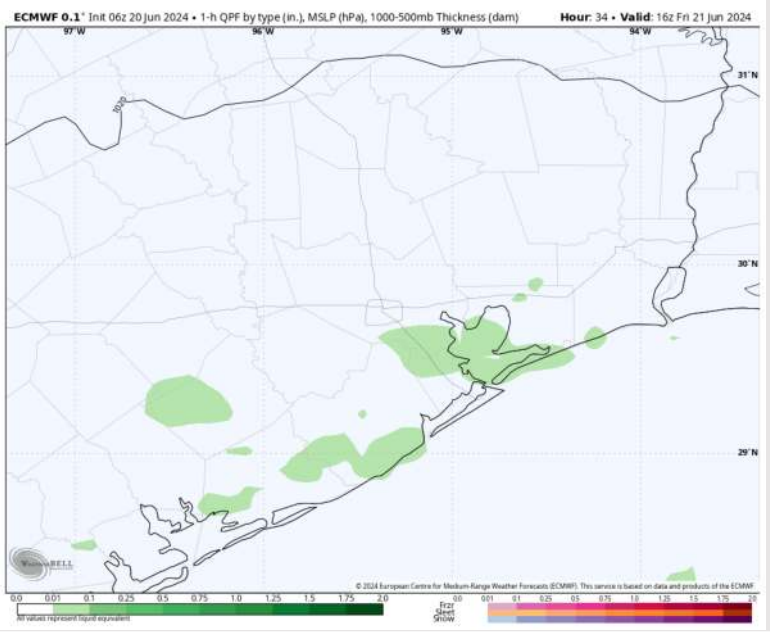 ECMWF 0.1° Init 06z 20 Jun 2024 • 1-h QPF by type (in.), MSLP (hPa), 1000-500mb Thickness (dam) Hour: 34 • Valid: 16z Fri 21 Jun 2024
97°W 96°W 95°W 94°W
31°N
1020
30°N
29°N
WeatherBELL
© 2024 European Centre for Medium-Range Weather Forecasts (ECMWF). This service is based on data and products of the ECMWF
0.0 0.01 0.1 0.25 0.5 0.75 1.0 1.25 1.5 1.75 2.0
All values represent liquid equivalent
0.0 0.01 0.1 0.25 0.5 0.75 1.0 1.25 1.5 1.75 2.0
Frzr
Sleet
Snow